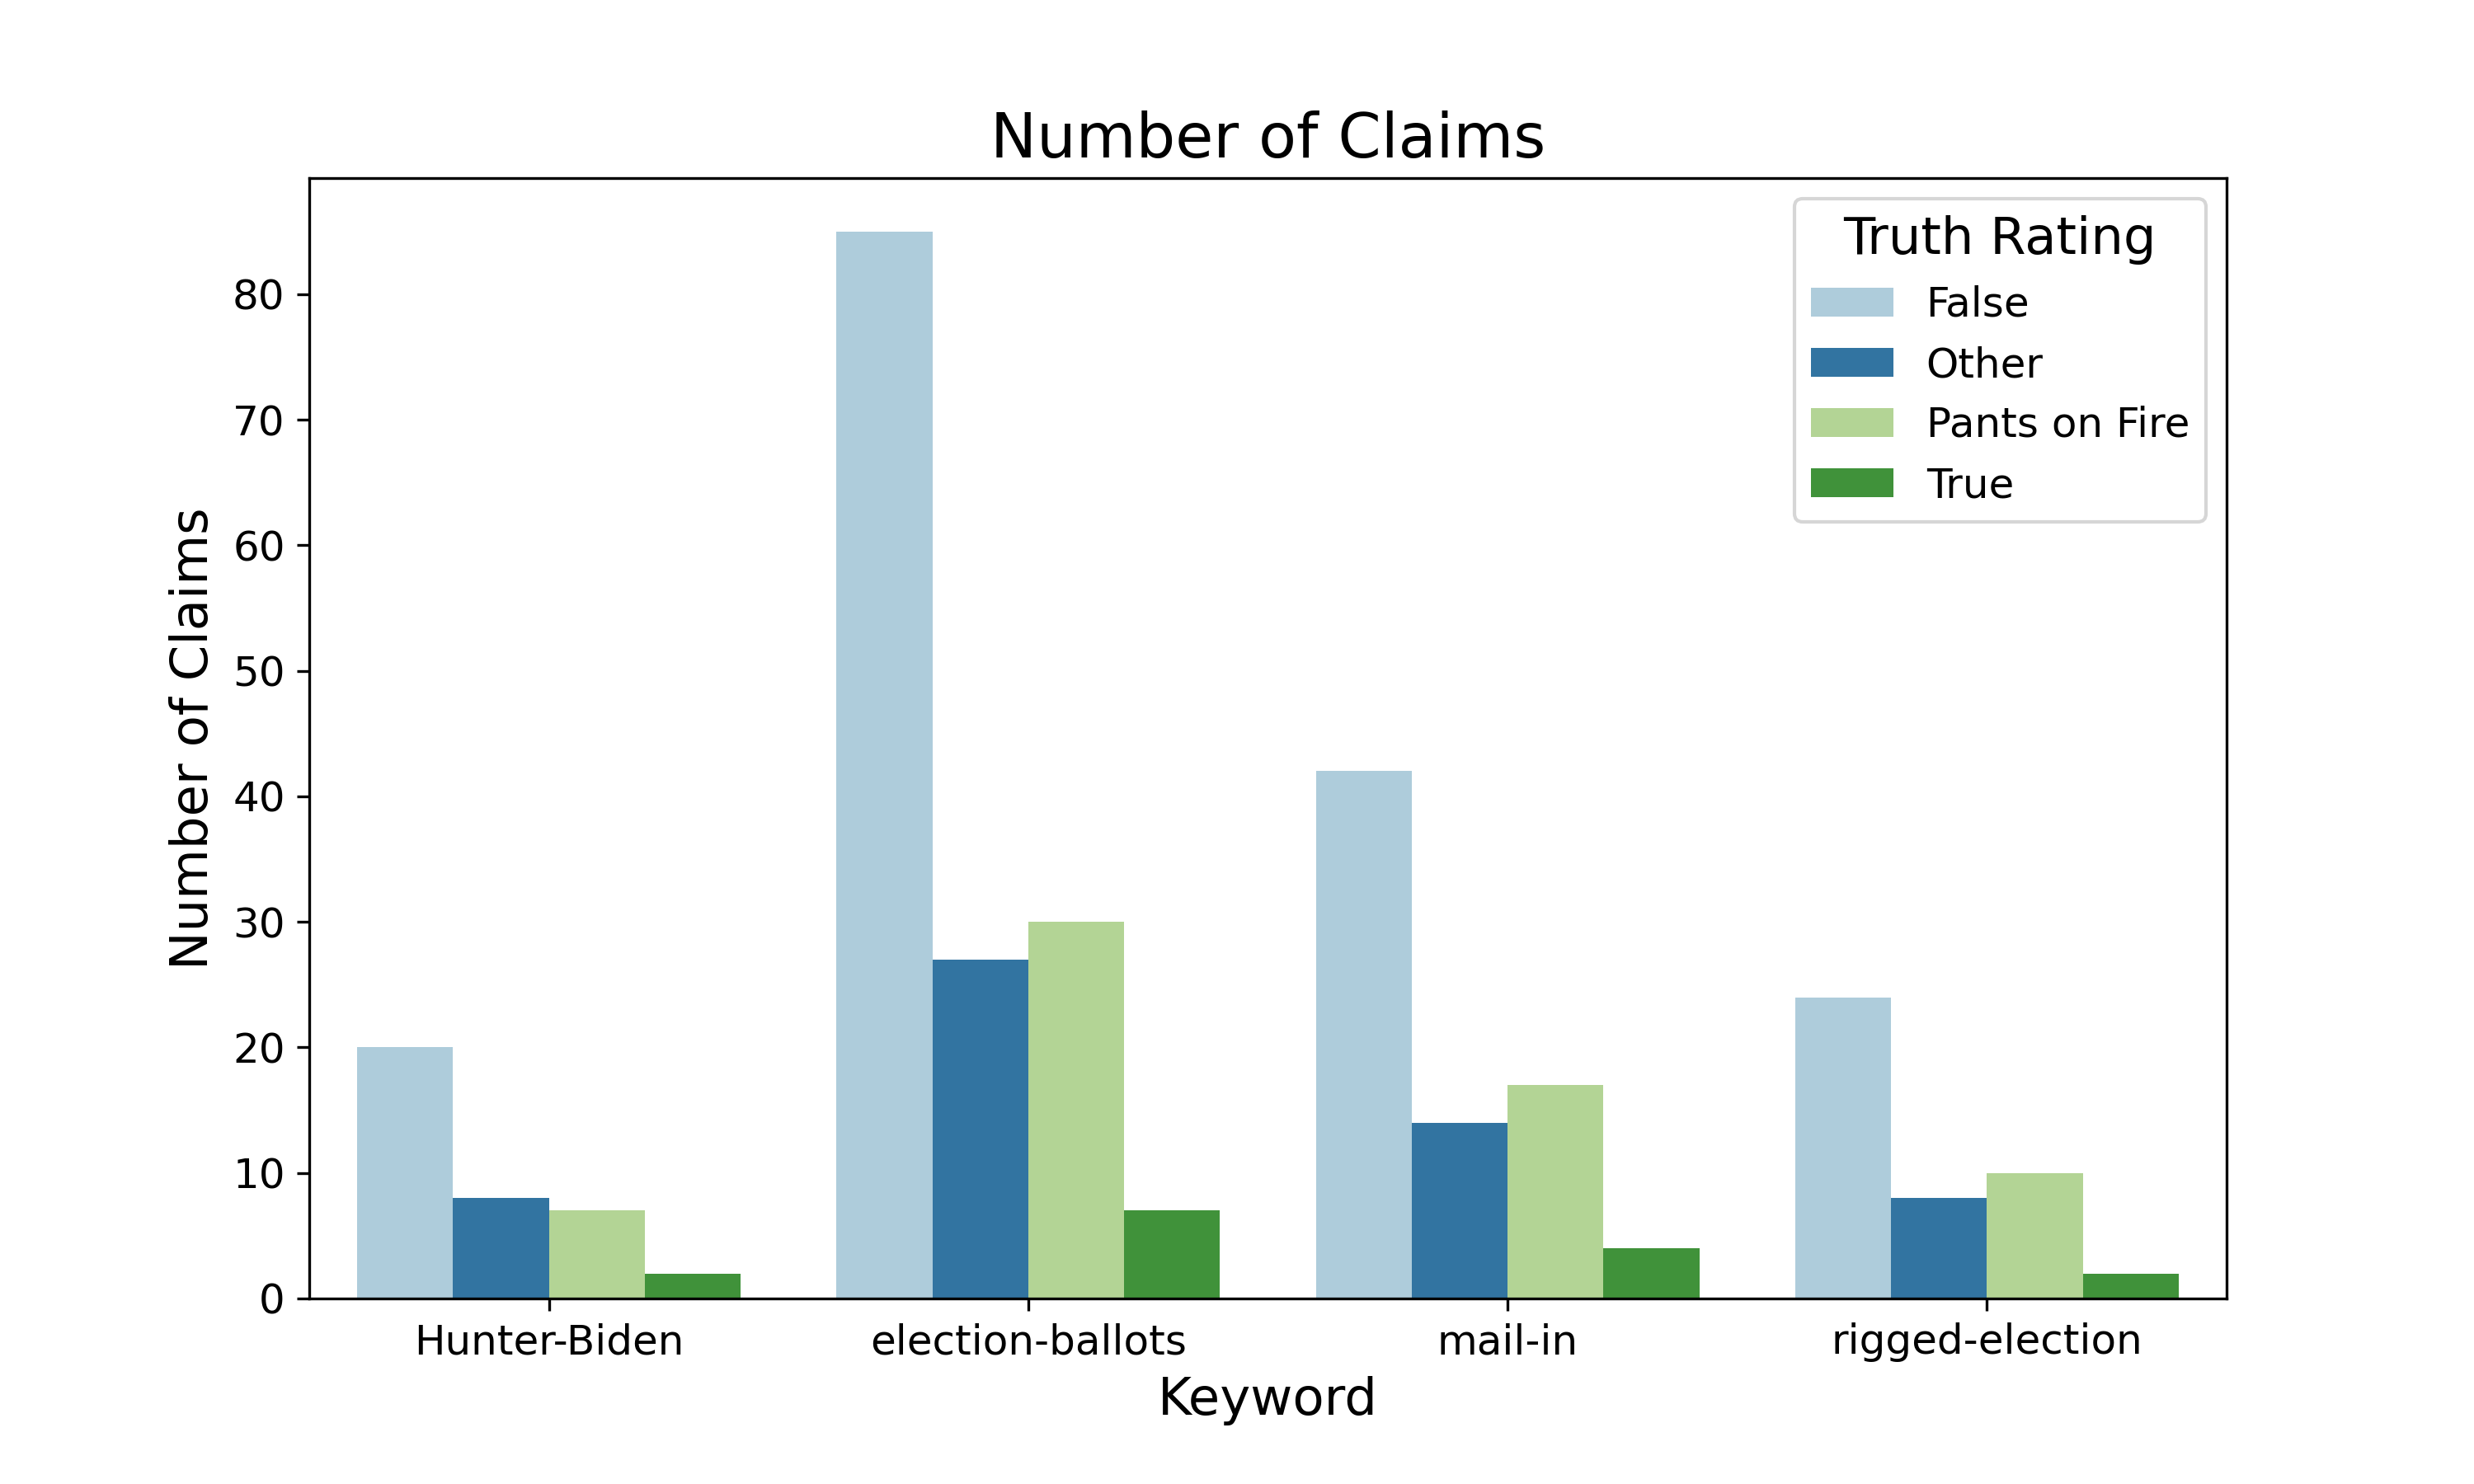 Number of Claims
Truth Rating
False
Other
Pants on Fire
True
Number of Claims
80
70
60
50
40
30
20
10
0
Hunter-Biden election-ballots mail-in rigged-election
Keyword